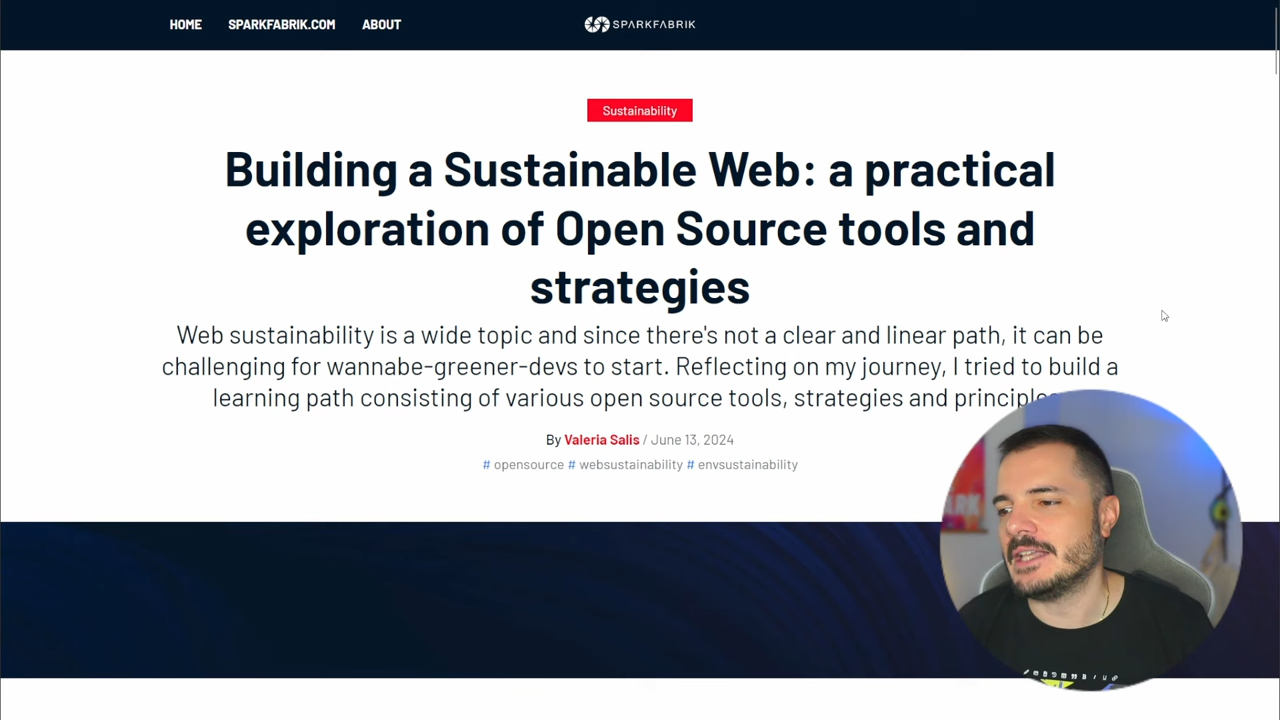 HOME SPARKFABRIK.COM ABOUT
SPARKFABRIK
Sustainability
Building a Sustainable Web: a practical
exploration of Open Source tools and
strategies
Web sustainability is a wide topic and since there's not a clear and linear path, it can be
challenging for wannabe-greener-devs to start. Reflecting on my journey, I tried to build a
learning path consisting of various open source tools, strategies and principles
By Valeria Salis / June 13, 2024
# opensource # websustainability # envsustainability